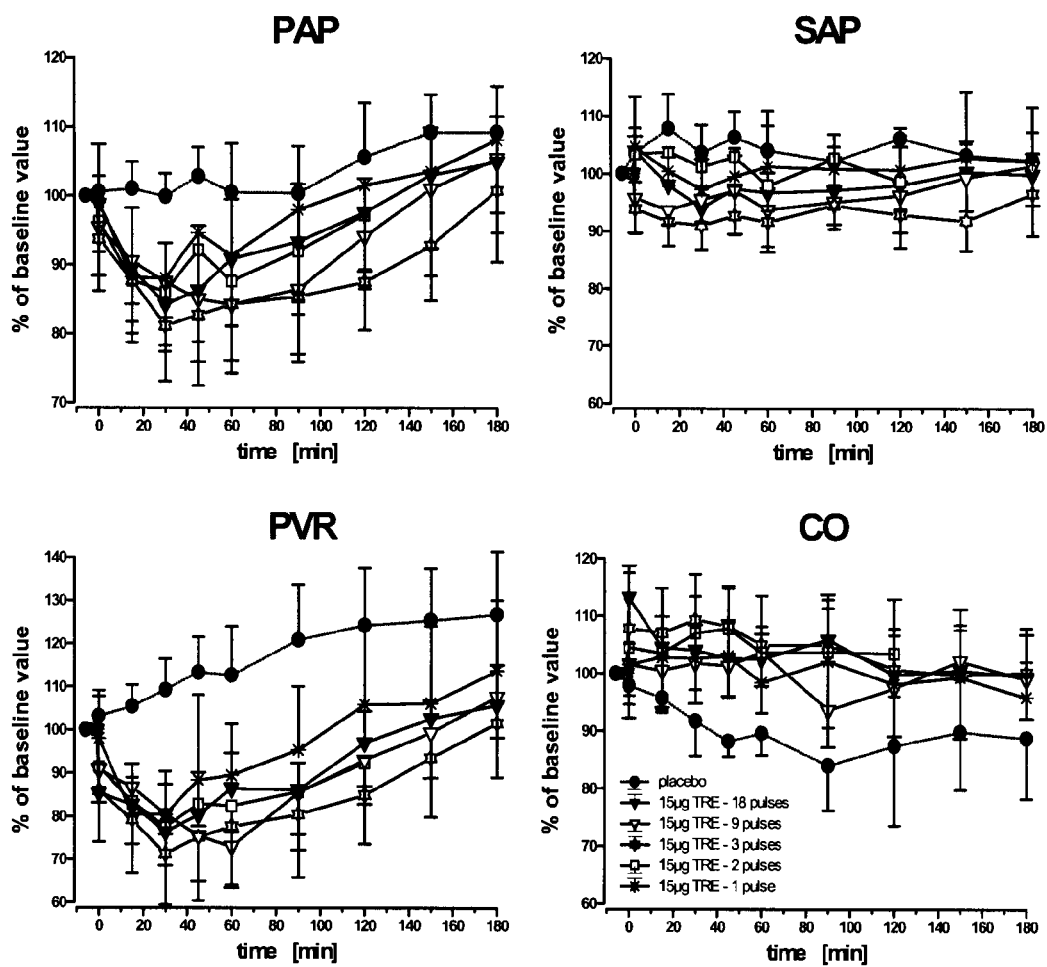 PAP
% of baseline value
120
110
100
90
80
70
0 20 40 60 80 100 120 140 160 180
time [min]
SAP
% of baseline value
120
110
100
90
80
70
60
0 20 40 60 80 100 120 140 160 180
time [min]
PVR
% of baseline value
140
130
120
110
100
90
80
70
60
0 20 40 60 80 100 120 140 160 180
time [min]
CO
% of baseline value
120
110
100
90
80
70
60
placebo
15µg TRE - 18 pulses
15µg TRE - 9 pulses
15µg TRE - 3 pulses
15µg TRE - 2 pulses
15µg TRE - 1 pulse
0 20 40 60 80 100 120 140 160 180
time [min]